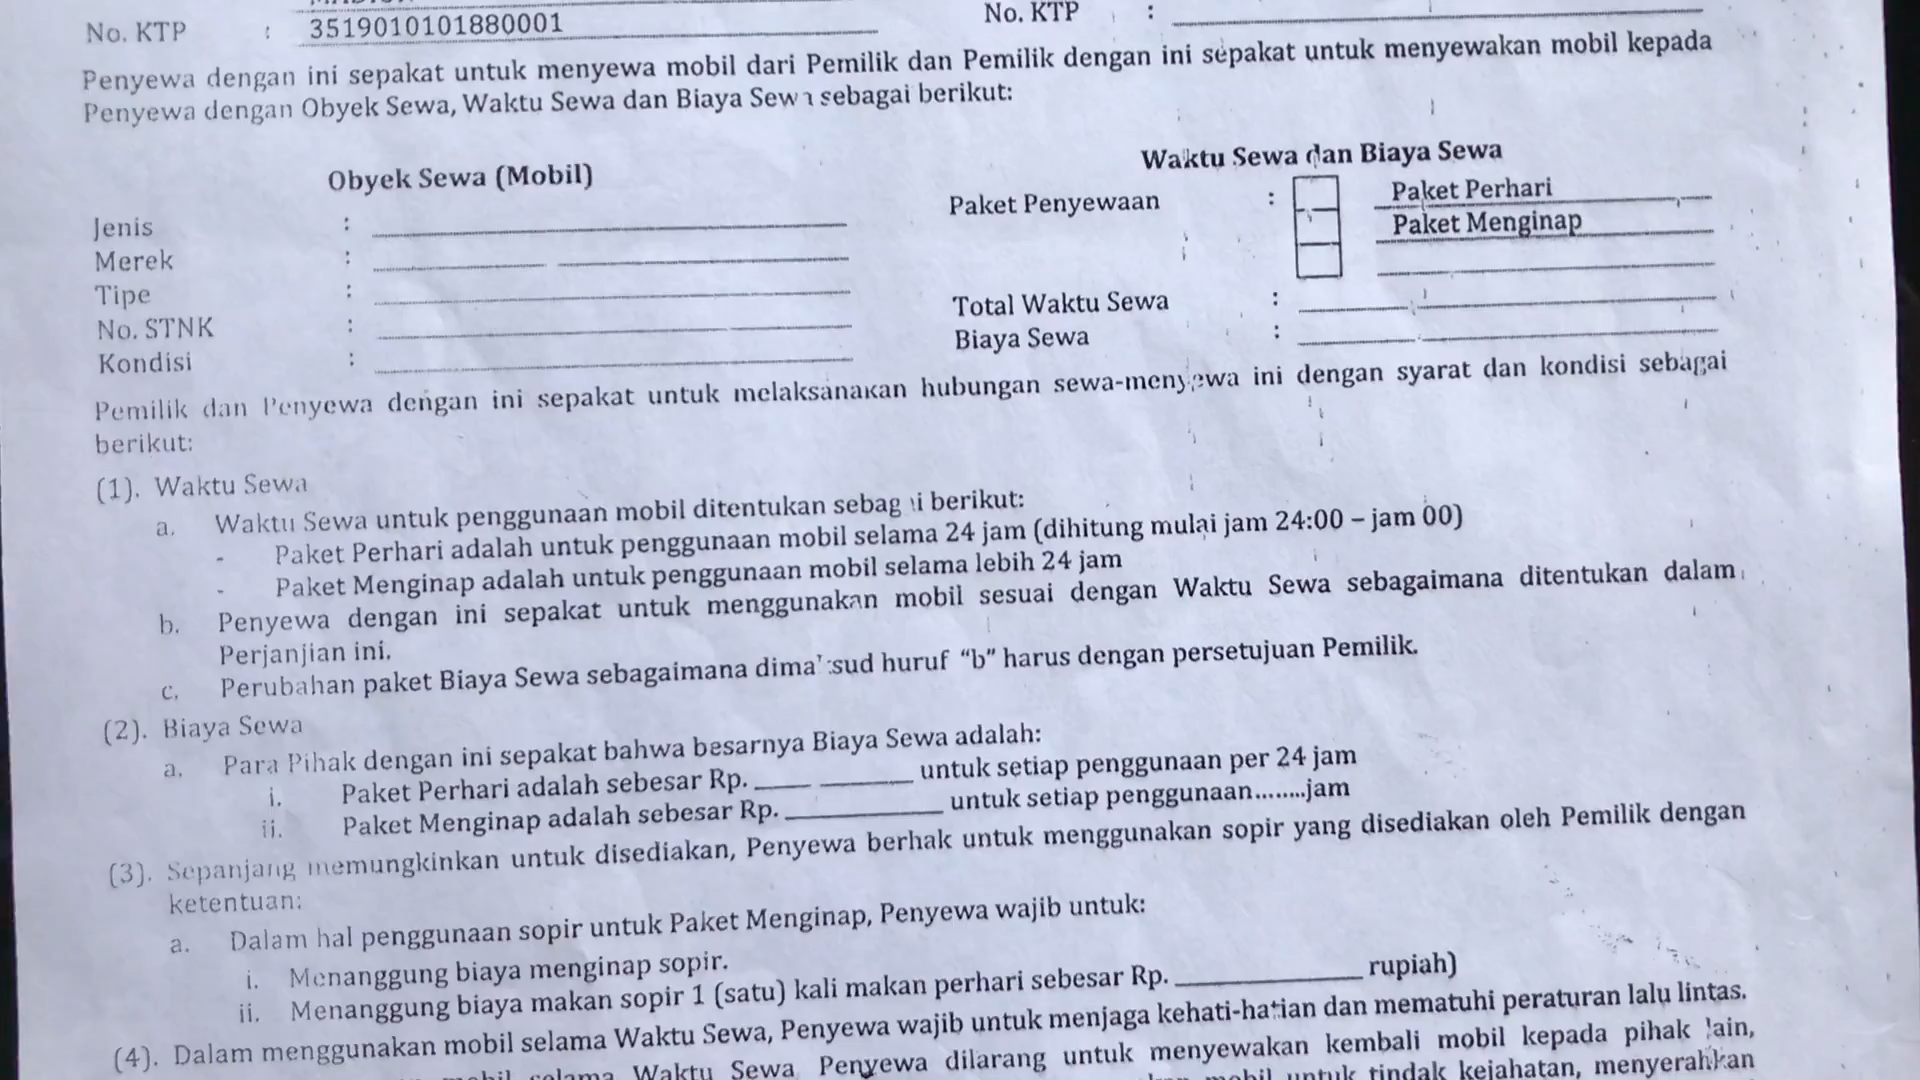 No. KTP : 3519010101880001 No. KTP :
Penyewa dengan ini sepakat untuk menyewa mobil dari Pemilik dan Pemilik dengan ini sepakat untuk menyewakan mobil kepada
Penyewa dengan Obyek Sewa, Waktu Sewa dan Biaya Sewa sebagai berikut:
Obyek Sewa (Mobil)
Jenis :
Merek :
Tipe :
No. STNK :
Kondisi :
Waktu Sewa dan Biaya Sewa
Paket Penyewaan : Paket Perhari
Paket Menginap
Total Waktu Sewa :
Biaya Sewa :
Pemilik dan Penyewa dengan ini sepakat untuk melaksanakan hubungan sewa-menyewa ini dengan syarat dan kondisi sebagai
berikut:
(1). Waktu Sewa
a. Waktu Sewa untuk penggunaan mobil ditentukan sebagai berikut:
- Paket Perhari adalah untuk penggunaan mobil selama 24 jam (dihitung mulai jam 24:00 – jam 00)
- Paket Menginap adalah untuk penggunaan mobil selama lebih 24 jam
b. Penyewa dengan ini sepakat untuk menggunakan mobil sesuai dengan Waktu Sewa sebagaimana ditentukan dalam
Perjanjian ini.
c. Perubahan paket Biaya Sewa sebagaimana dimaksud huruf “b” harus dengan persetujuan Pemilik.
(2). Biaya Sewa
a. Para Pihak dengan ini sepakat bahwa besarnya Biaya Sewa adalah:
i. Paket Perhari adalah sebesar Rp. ____ ________ untuk setiap penggunaan per 24 jam
ii. Paket Menginap adalah sebesar Rp. _____________ untuk setiap penggunaan........jam
(3). Sepanjang memungkinkan untuk disediakan, Penyewa berhak untuk menggunakan sopir yang disediakan oleh Pemilik dengan
ketentuan:
a. Dalam hal penggunaan sopir untuk Paket Menginap, Penyewa wajib untuk:
i. Menanggung biaya menginap sopir.
ii. Menanggung biaya makan sopir 1 (satu) kali makan perhari sebesar Rp. _______________ rupiah)
(4). Dalam menggunakan mobil selama Waktu Sewa, Penyewa wajib untuk menjaga kehati-hatian dan mematuhi peraturan lalu lintas.
mobil selama Waktu Sewa Penyewa dilarang untuk menyewakan kembali mobil kepada pihak lain,
mobil untuk tindak kejahatan, menyerahkan